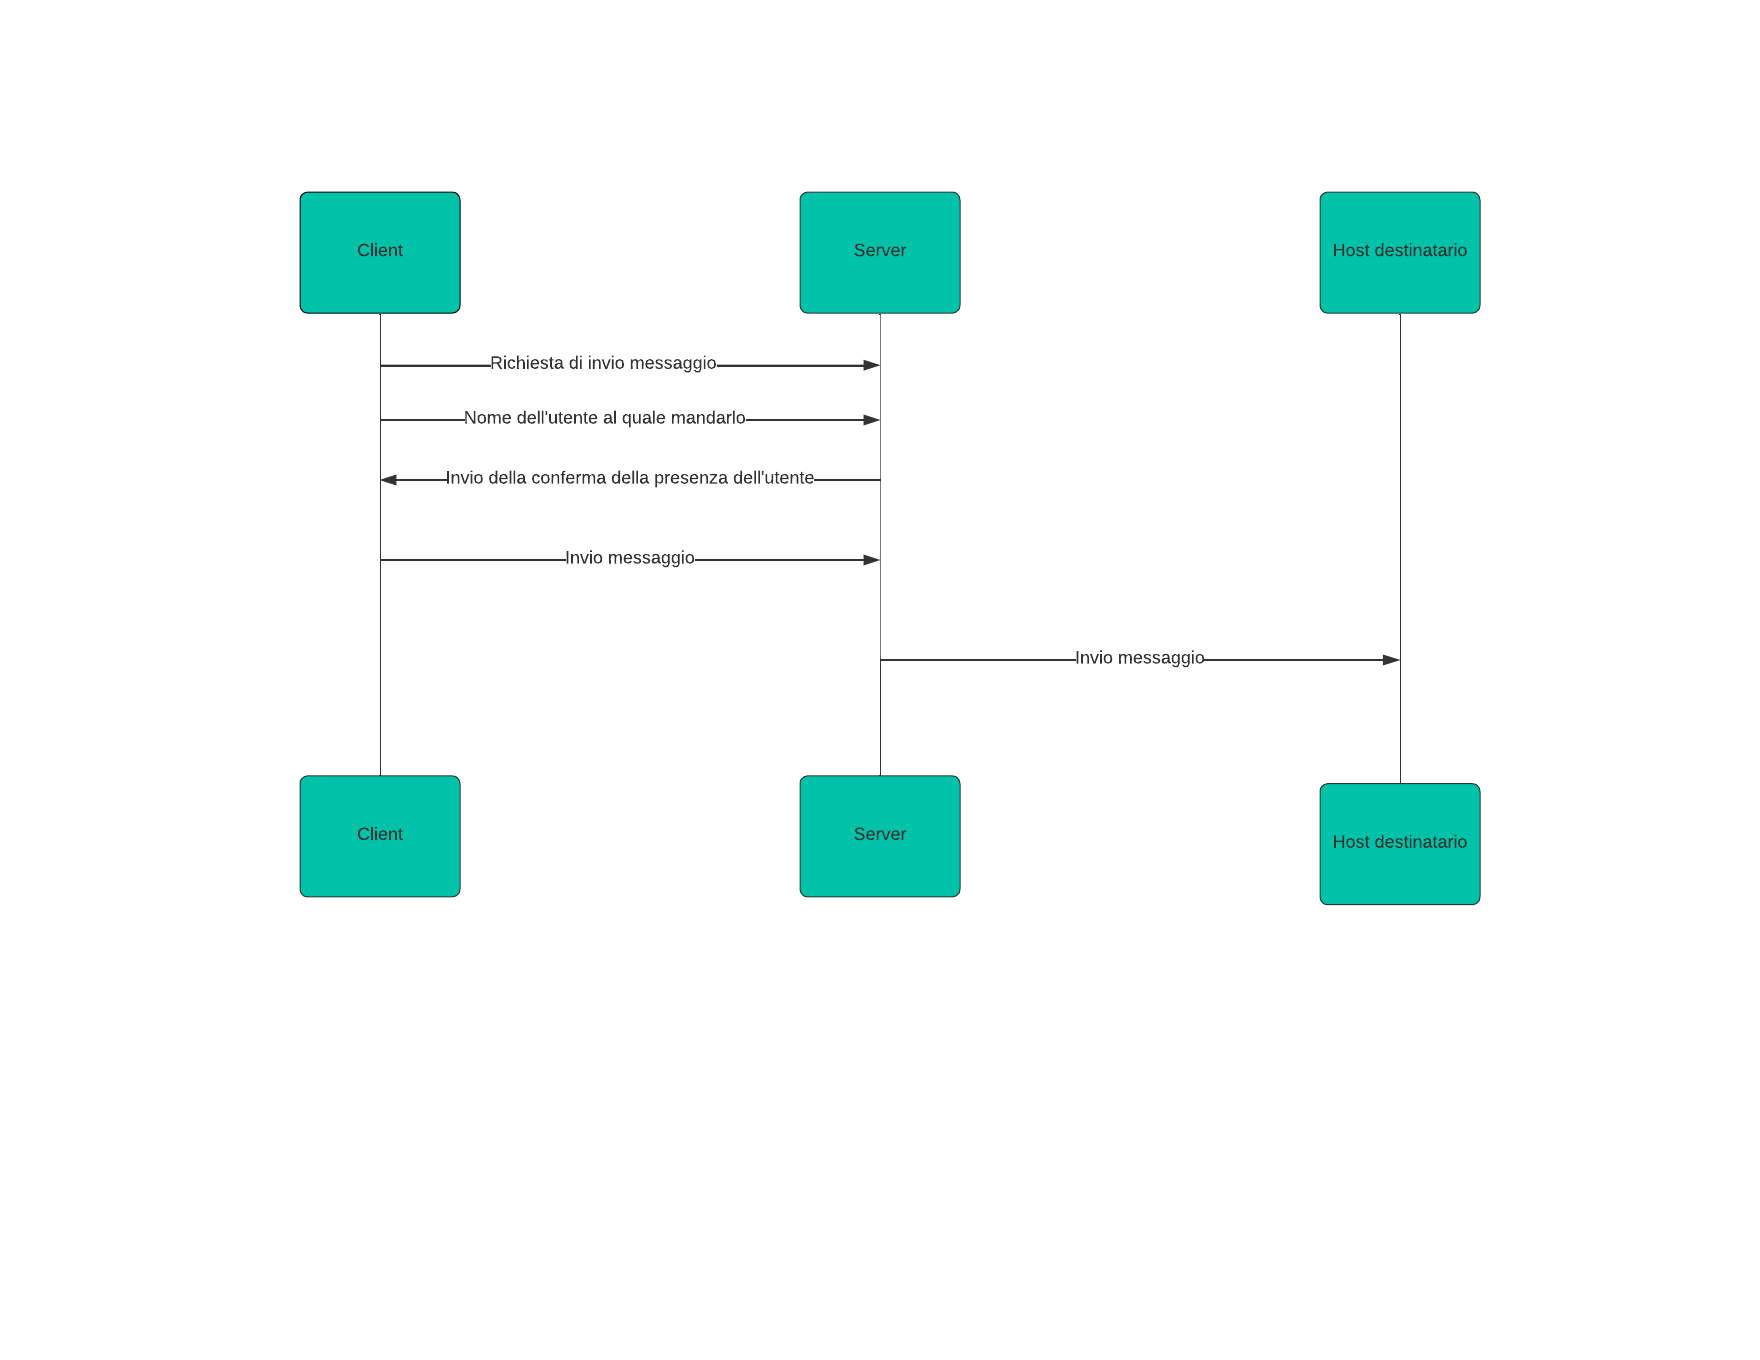 Client
Server
Host destinatario
Richiesta di invio messaggio
Nome dell'utente al quale mandarlo
Invio della conferma della presenza dell'utente
Invio messaggio
Invio messaggio
Client
Server
Host destinatario